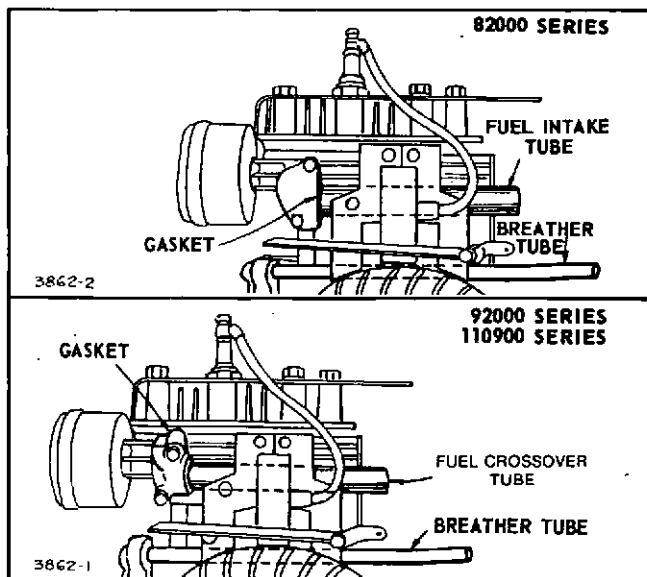 82000 SERIES
FUEL INTAKE
TUBE
GASKET
BREATHER
TUBE
3862-2
92000 SERIES
110900 SERIES
GASKET
FUEL CROSSOVER
TUBE
BREATHER TUBE
3862-1